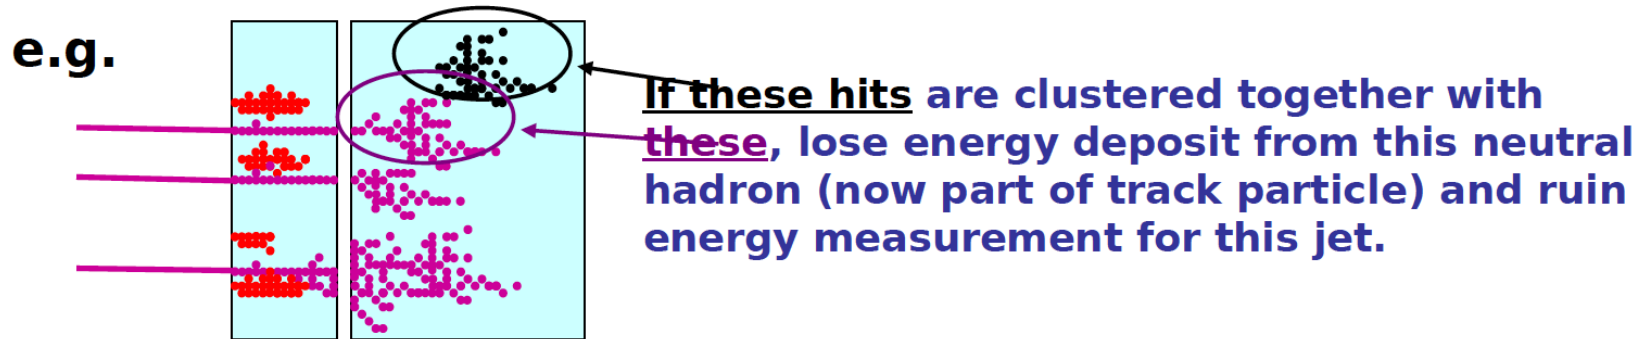 e.g.
If these hits are clustered together with
these, lose energy deposit from this neutral
hadron (now part of track particle) and ruin
energy measurement for this jet.